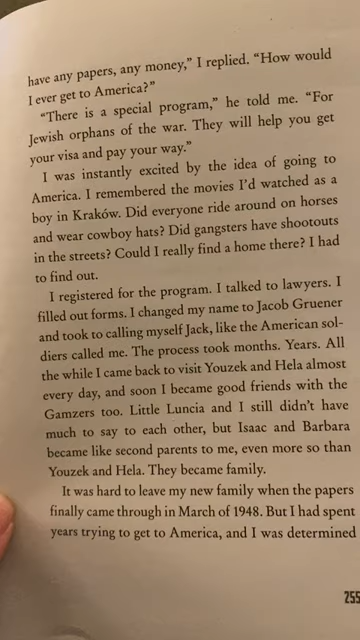 have any papers, any money,” I replied. “How would
I ever get to America?”
“There is a special program,” he told me. “For
Jewish orphans of the war. They will help you get
your visa and pay your way.”
I was instantly excited by the idea of going to
America. I remembered the movies I’d watched as a
boy in Kraków. Did everyone ride around on horses
and wear cowboy hats? Did gangsters have shootouts
in the streets? Could I really find a home there? I had
to find out.
I registered for the program. I talked to lawyers. I
filled out forms. I changed my name to Jacob Gruener
and took to calling myself Jack, like the American sol-
diers called me. The process took months. Years. All
the while I came back to visit Youzek and Hela almost
every day, and soon I became good friends with the
Gamzers too. Little Luncia and I still didn’t have
much to say to each other, but Isaac and Barbara
became like second parents to me, even more so than
Youzek and Hela. They became family.
It was hard to leave my new family when the papers
finally came through in March of 1948. But I had spent
years trying to get to America, and I was determined
255